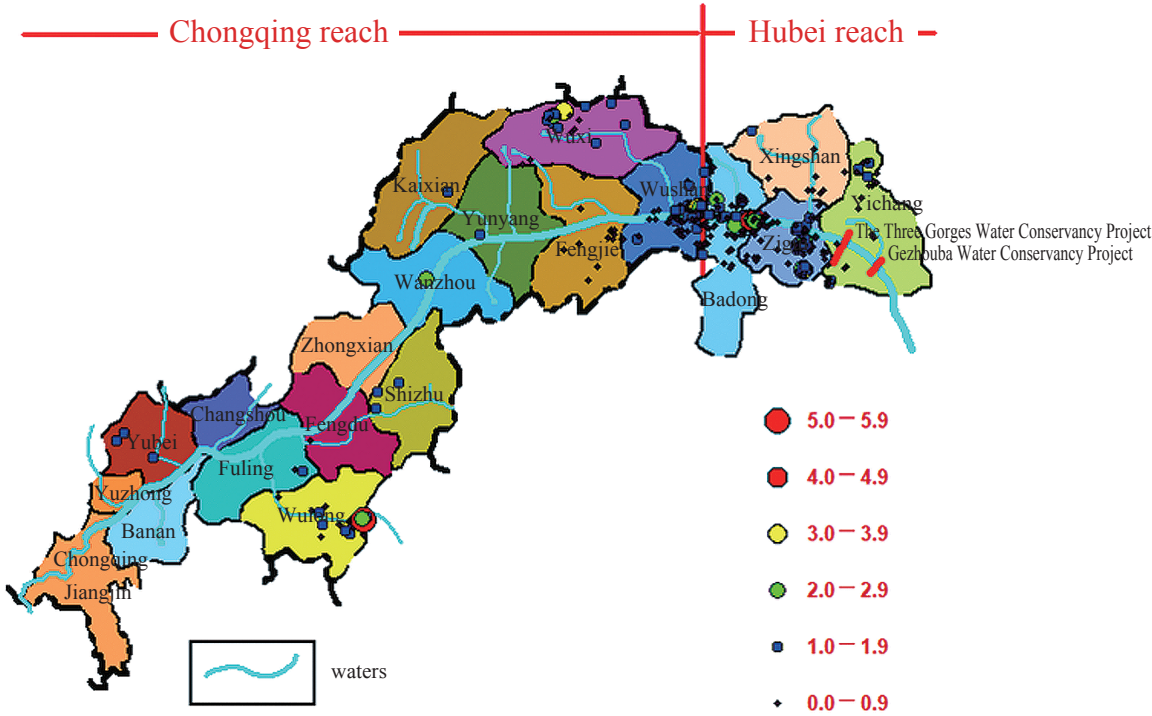 Chongqing reach
Hubei reach
Wuxi
Xingshan
Kaixian
Wushan
Yichang
Yunyang
The Three Gorges Water Conservancy Project
Fengjie
Gezhouba Water Conservancy Project
Wanzhou
Badong
Zhongxian
Shizhu
Changshou
Fengdu
Yubei
Fuling
Yuzhong
Wulong
Banan
Chongqing
Jiangjin
waters
5.0—5.9
4.0—4.9
3.0—3.9
2.0—2.9
1.0—1.9
0.0—0.9